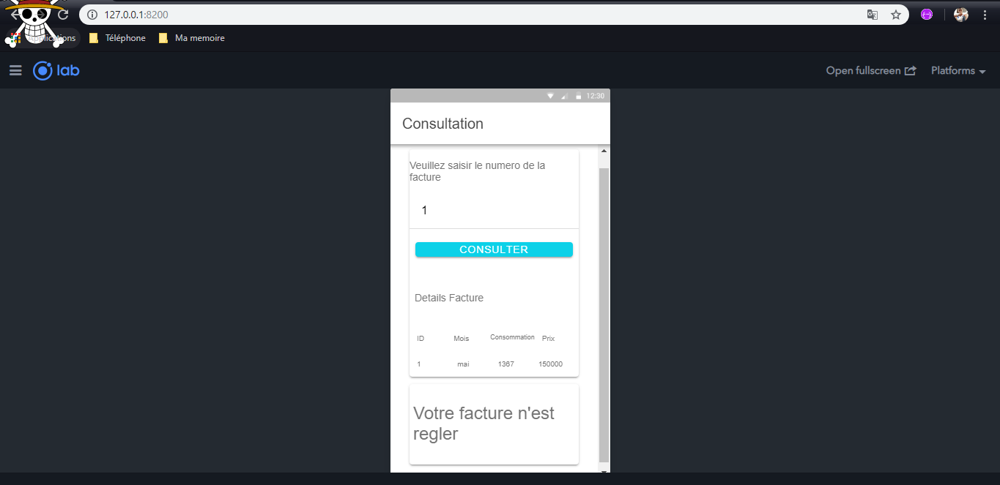 127.0.0.1:8200
Applications
Téléphone
Ma memoire
lab
Open fullscreen
Platforms
12:30
Consultation
Veuillez saisir le numero de la
facture
1
CONSULTER
Details Facture
ID Mois Consommation Prix
1 mai 1367 150000
Votre facture n'est
regler